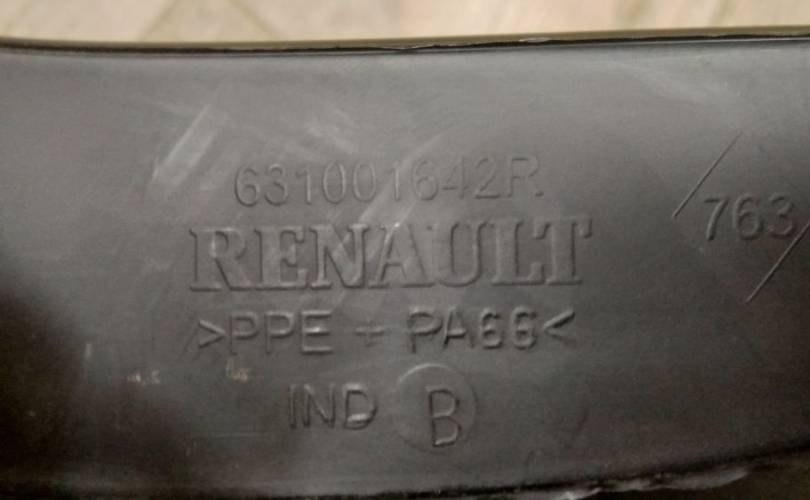 631001642R
RENAULT
>PPE + PA66<
IND B
763